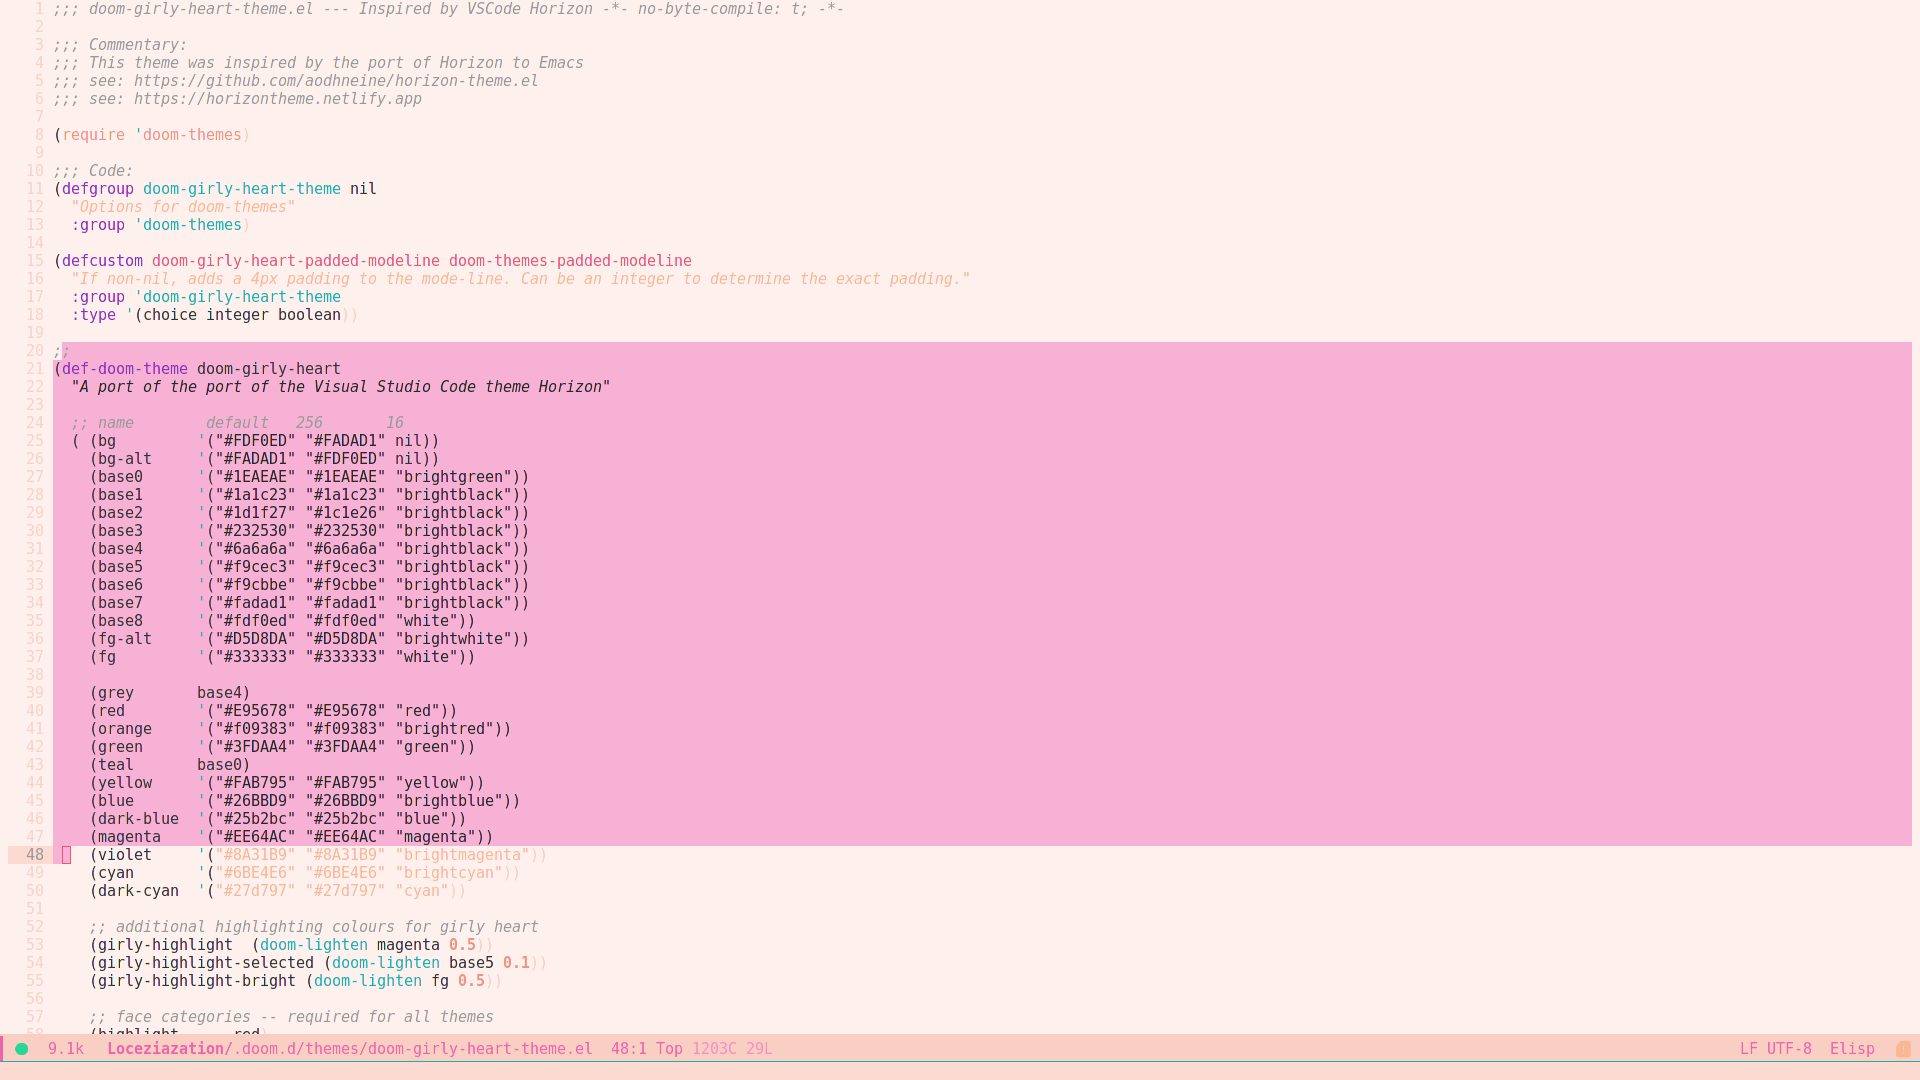 1 ;;; doom-girly-heart-theme.el --- Inspired by VSCode Horizon -*- no-byte-compile: t; -*-
2
3 ;;; Commentary:
4 ;;; This theme was inspired by the port of Horizon to Emacs
5 ;;; see: https://github.com/aodhneine/horizon-theme.el
6 ;;; see: https://horizontheme.netlify.app
7
8 (require 'doom-themes)
9
10 ;;; Code:
11 (defgroup doom-girly-heart-theme nil
12   "Options for doom-themes"
13   :group 'doom-themes)
14
15 (defcustom doom-girly-heart-padded-modeline doom-themes-padded-modeline
16   "If non-nil, adds a 4px padding to the mode-line. Can be an integer to determine the exact padding."
17   :group 'doom-girly-heart-theme
18   :type '(choice integer boolean))
19
20 ;;
21 (def-doom-theme doom-girly-heart
22   "A port of the port of the Visual Studio Code theme Horizon"
23
24   ;; name        default   256       16
25   ( (bg         '("#FDF0ED" "#FADAD1" nil))
26     (bg-alt     '("#FADAD1" "#FDF0ED" nil))
27     (base0      '("#1EAEAE" "#1EAEAE" "brightgreen"))
28     (base1      '("#1a1c23" "#1a1c23" "brightblack"))
29     (base2      '("#1d1f27" "#1c1e26" "brightblack"))
30     (base3      '("#232530" "#232530" "brightblack"))
31     (base4      '("#6a6a6a" "#6a6a6a" "brightblack"))
32     (base5      '("#f9cec3" "#f9cec3" "brightblack"))
33     (base6      '("#f9cbbe" "#f9cbbe" "brightblack"))
34     (base7      '("#fadad1" "#fadad1" "brightblack"))
35     (base8      '("#fdf0ed" "#fdf0ed" "white"))
36     (fg-alt     '("#D5D8DA" "#D5D8DA" "brightwhite"))
37     (fg         '("#333333" "#333333" "white"))
38
39     (grey       base4)
40     (red        '("#E95678" "#E95678" "red"))
41     (orange     '("#f09383" "#f09383" "brightred"))
42     (green      '("#3FDAA4" "#3FDAA4" "green"))
43     (teal       base0)
44     (yellow     '("#FAB795" "#FAB795" "yellow"))
45     (blue       '("#26BBD9" "#26BBD9" "brightblue"))
46     (dark-blue  '("#25b2bc" "#25b2bc" "blue"))
47     (magenta    '("#EE64AC" "#EE64AC" "magenta"))
48     (violet     '("#8A31B9" "#8A31B9" "brightmagenta"))
49     (cyan       '("#6BE4E6" "#6BE4E6" "brightcyan"))
50     (dark-cyan  '("#27d797" "#27d797" "cyan"))
51
52     ;; additional highlighting colours for girly heart
53     (girly-highlight  (doom-lighten magenta 0.5))
54     (girly-highlight-selected (doom-lighten base5 0.1))
55     (girly-highlight-bright (doom-lighten fg 0.5))
56
57     ;; face categories -- required for all themes
58     (highlight      red)
9.1k  Loceziazation/.doom.d/themes/doom-girly-heart-theme.el  48:1 Top 1203C 29L  LF UTF-8  Elisp